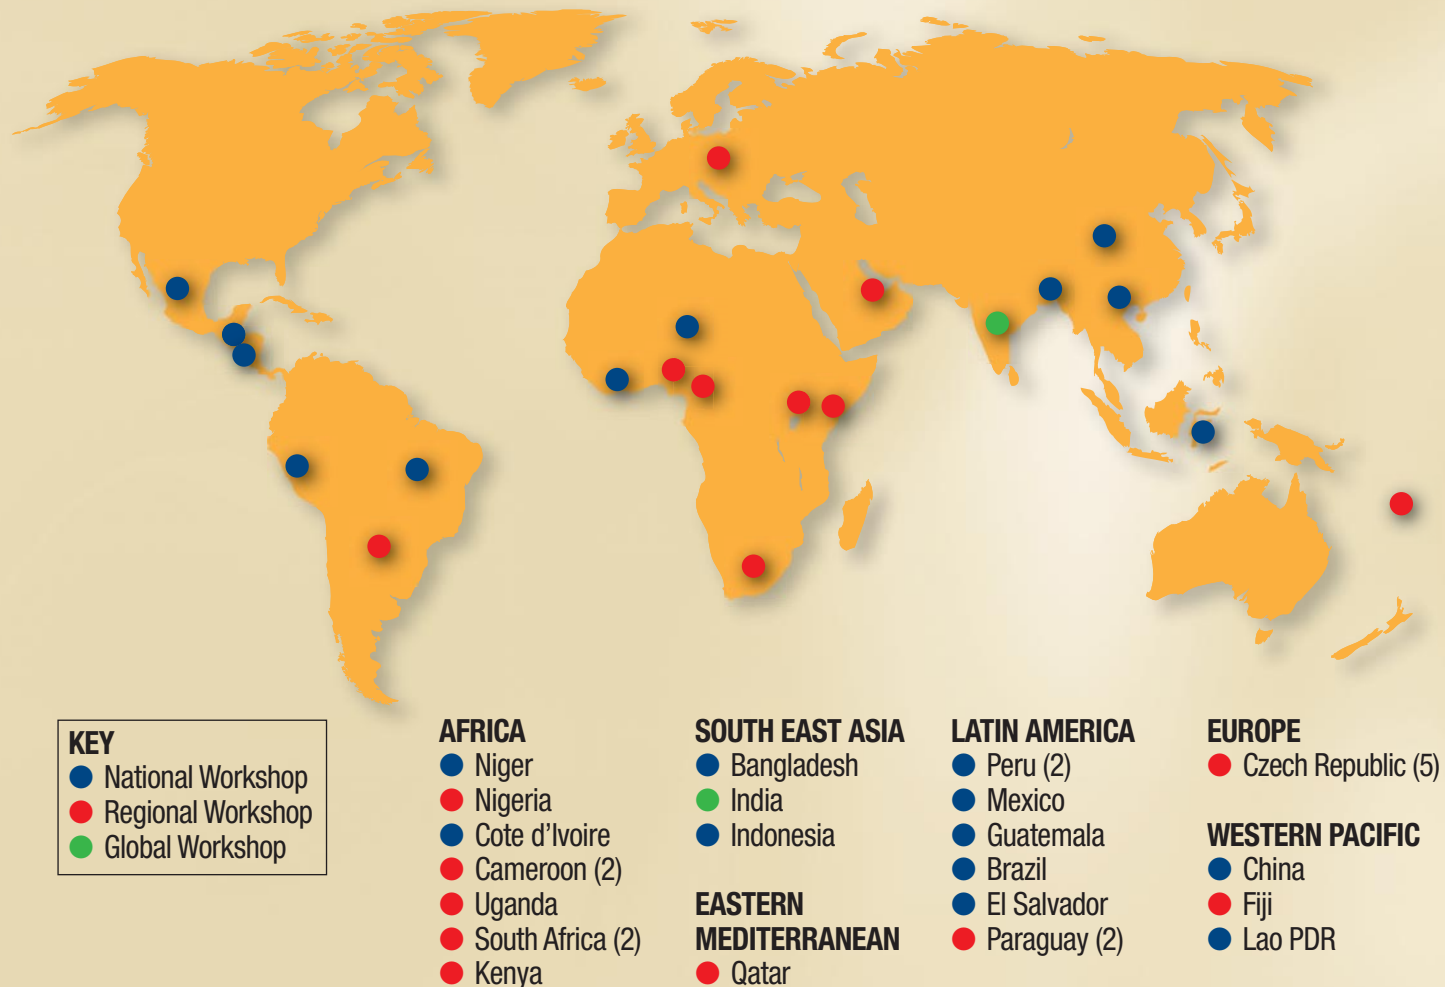 KEY
National Workshop
Regional Workshop
Global Workshop
AFRICA
Niger
Nigeria
Cote d’Ivoire
Cameroon (2)
Uganda
South Africa (2)
Kenya
SOUTH EAST ASIA
Bangladesh
India
Indonesia
EASTERN
MEDITERRANEAN
Qatar
LATIN AMERICA
Peru (2)
Mexico
Guatemala
Brazil
El Salvador
Paraguay (2)
EUROPE
Czech Republic (5)
WESTERN PACIFIC
China
Fiji
Lao PDR